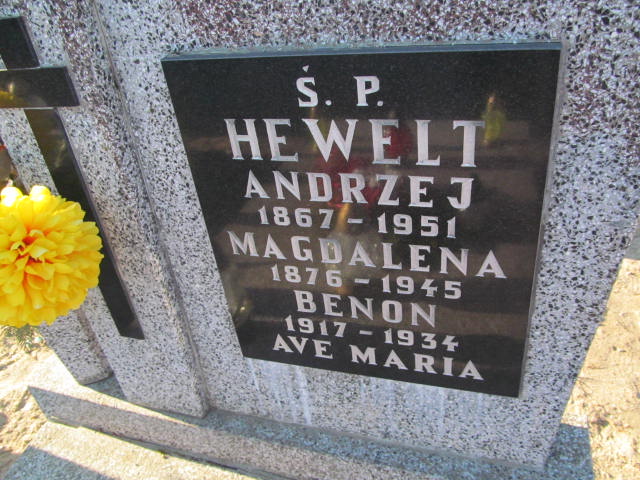 Ś. P.
HEWELT
ANDRZEJ
1867 - 1951
MAGDALENA
1876 - 1945
BENON
1917 - 1934
AVE MARIA